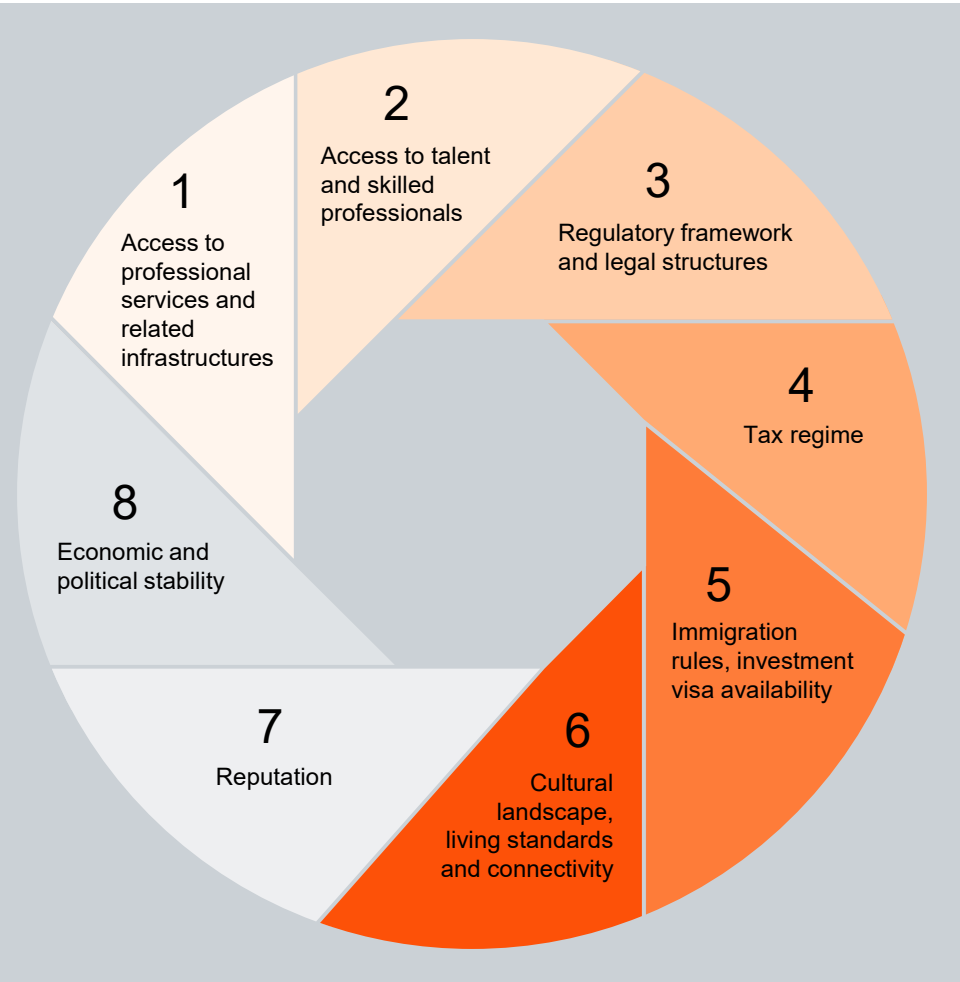 1
Access to
professional
services and
related
infrastructures
2
Access to talent
and skilled
professionals
3
Regulatory framework
and legal structures
4
Tax regime
5
Immigration
rules, investment
visa availability
6
Cultural
landscape,
living standards
and connectivity
7
Reputation
8
Economic and
political stability